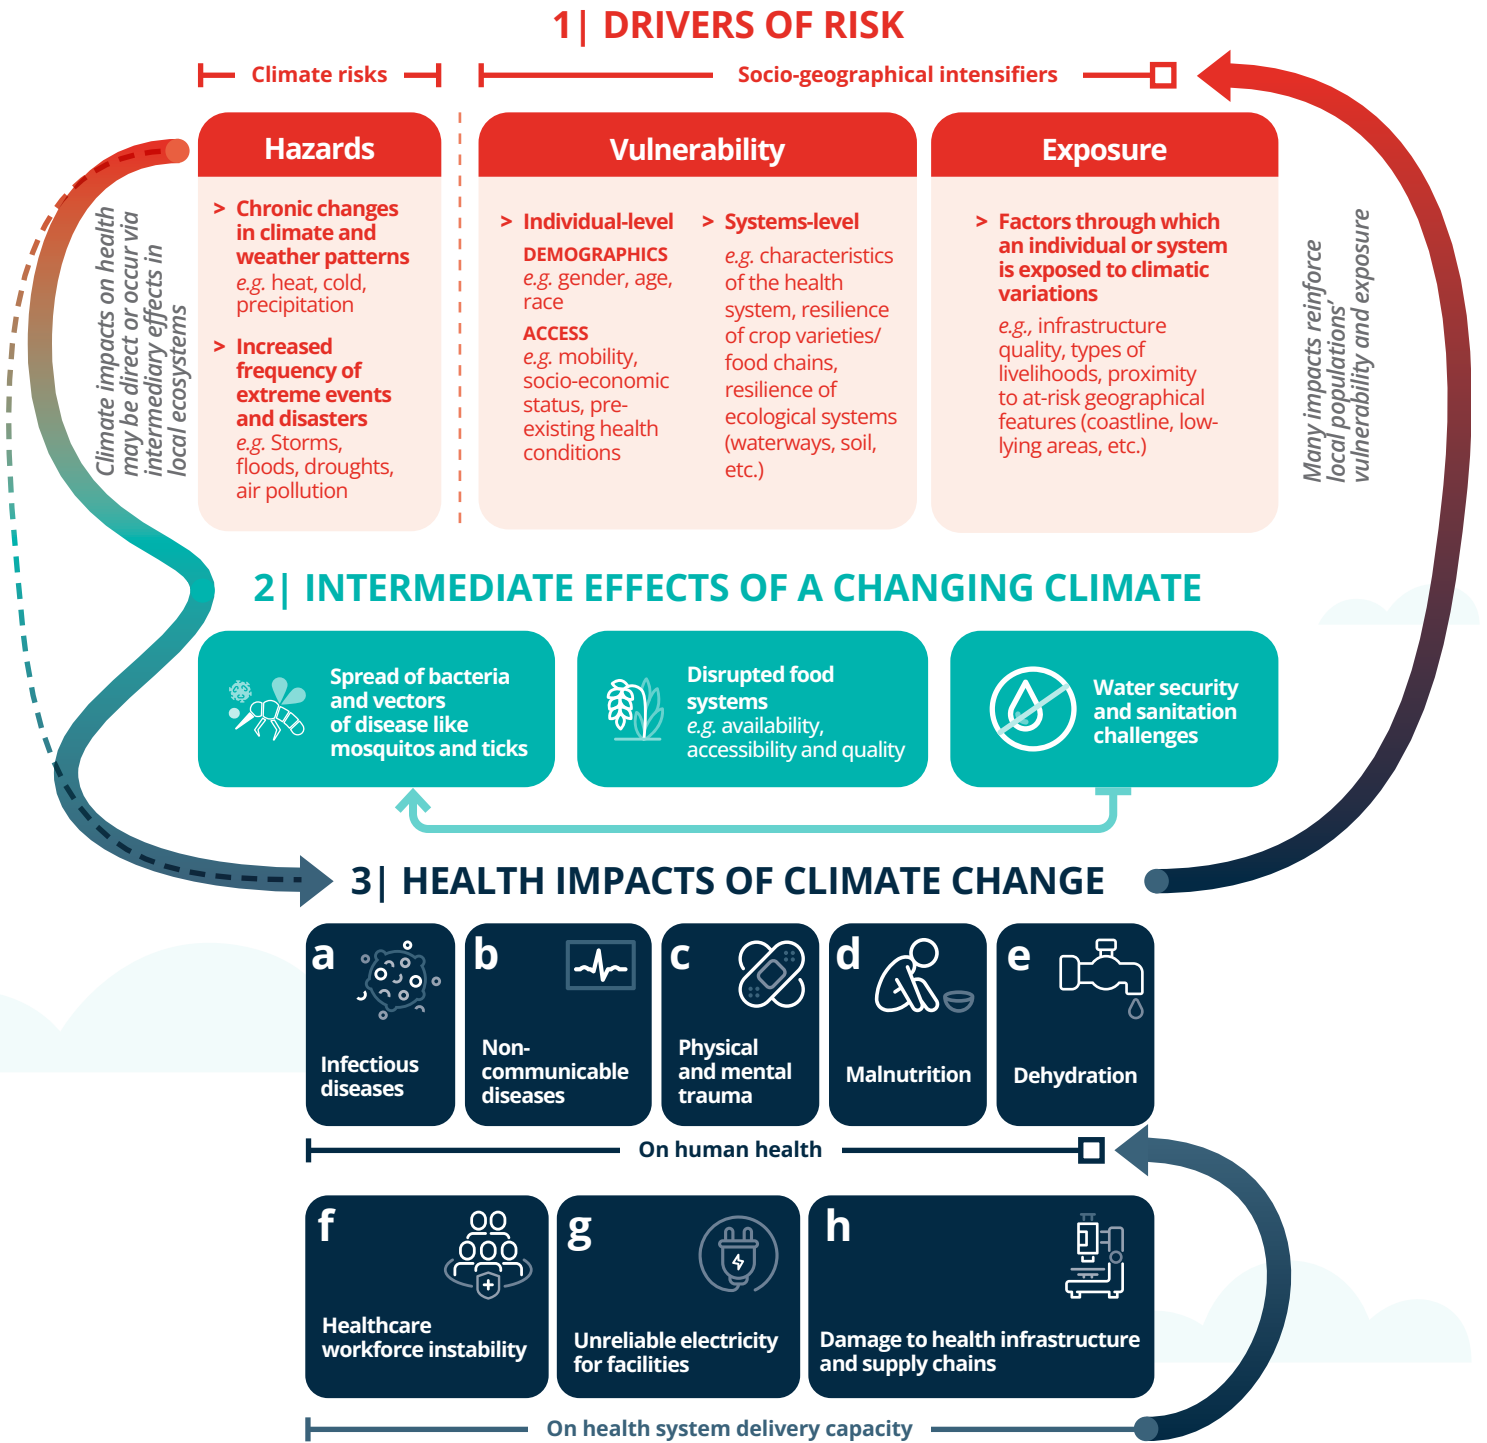 1| DRIVERS OF RISK
Climate risks
Socio-geographical intensifiers
Hazards
> Chronic changes
in climate and
weather patterns
e.g. heat, cold,
precipitation
> Increased
frequency of
extreme events
and disasters
e.g. Storms,
floods, droughts,
air pollution
Vulnerability
> Individual-level
DEMOGRAPHICS
e.g. gender, age,
race
ACCESS
e.g. mobility,
socio-economic
status, pre-
existing health
conditions
> Systems-level
e.g. characteristics
of the health
system, resilience
of crop varieties/
food chains,
resilience of
ecological systems
(waterways, soil,
etc.)
Exposure
> Factors through which
an individual or system
is exposed to climatic
variations
e.g., infrastructure
quality, types of
livelihoods, proximity
to at-risk geographical
features (coastline, low-
lying areas, etc.)
Climate impacts on health
may be direct or occur via
intermediary effects in
local ecosystems
Many impacts reinforce
local populations’
vulnerability and exposure
2| INTERMEDIATE EFFECTS OF A CHANGING CLIMATE
Spread of bacteria
and vectors
of disease like
mosquitos and ticks
Disrupted food
systems
e.g. availability,
accessibility and quality
Water security
and sanitation
challenges
3| HEALTH IMPACTS OF CLIMATE CHANGE
a
Infectious
diseases
b
Non-
communicable
diseases
c
Physical
and mental
trauma
d
Malnutrition
e
Dehydration
On human health
f
Healthcare
workforce instability
g
Unreliable electricity
for facilities
h
Damage to health infrastructure
and supply chains
On health system delivery capacity